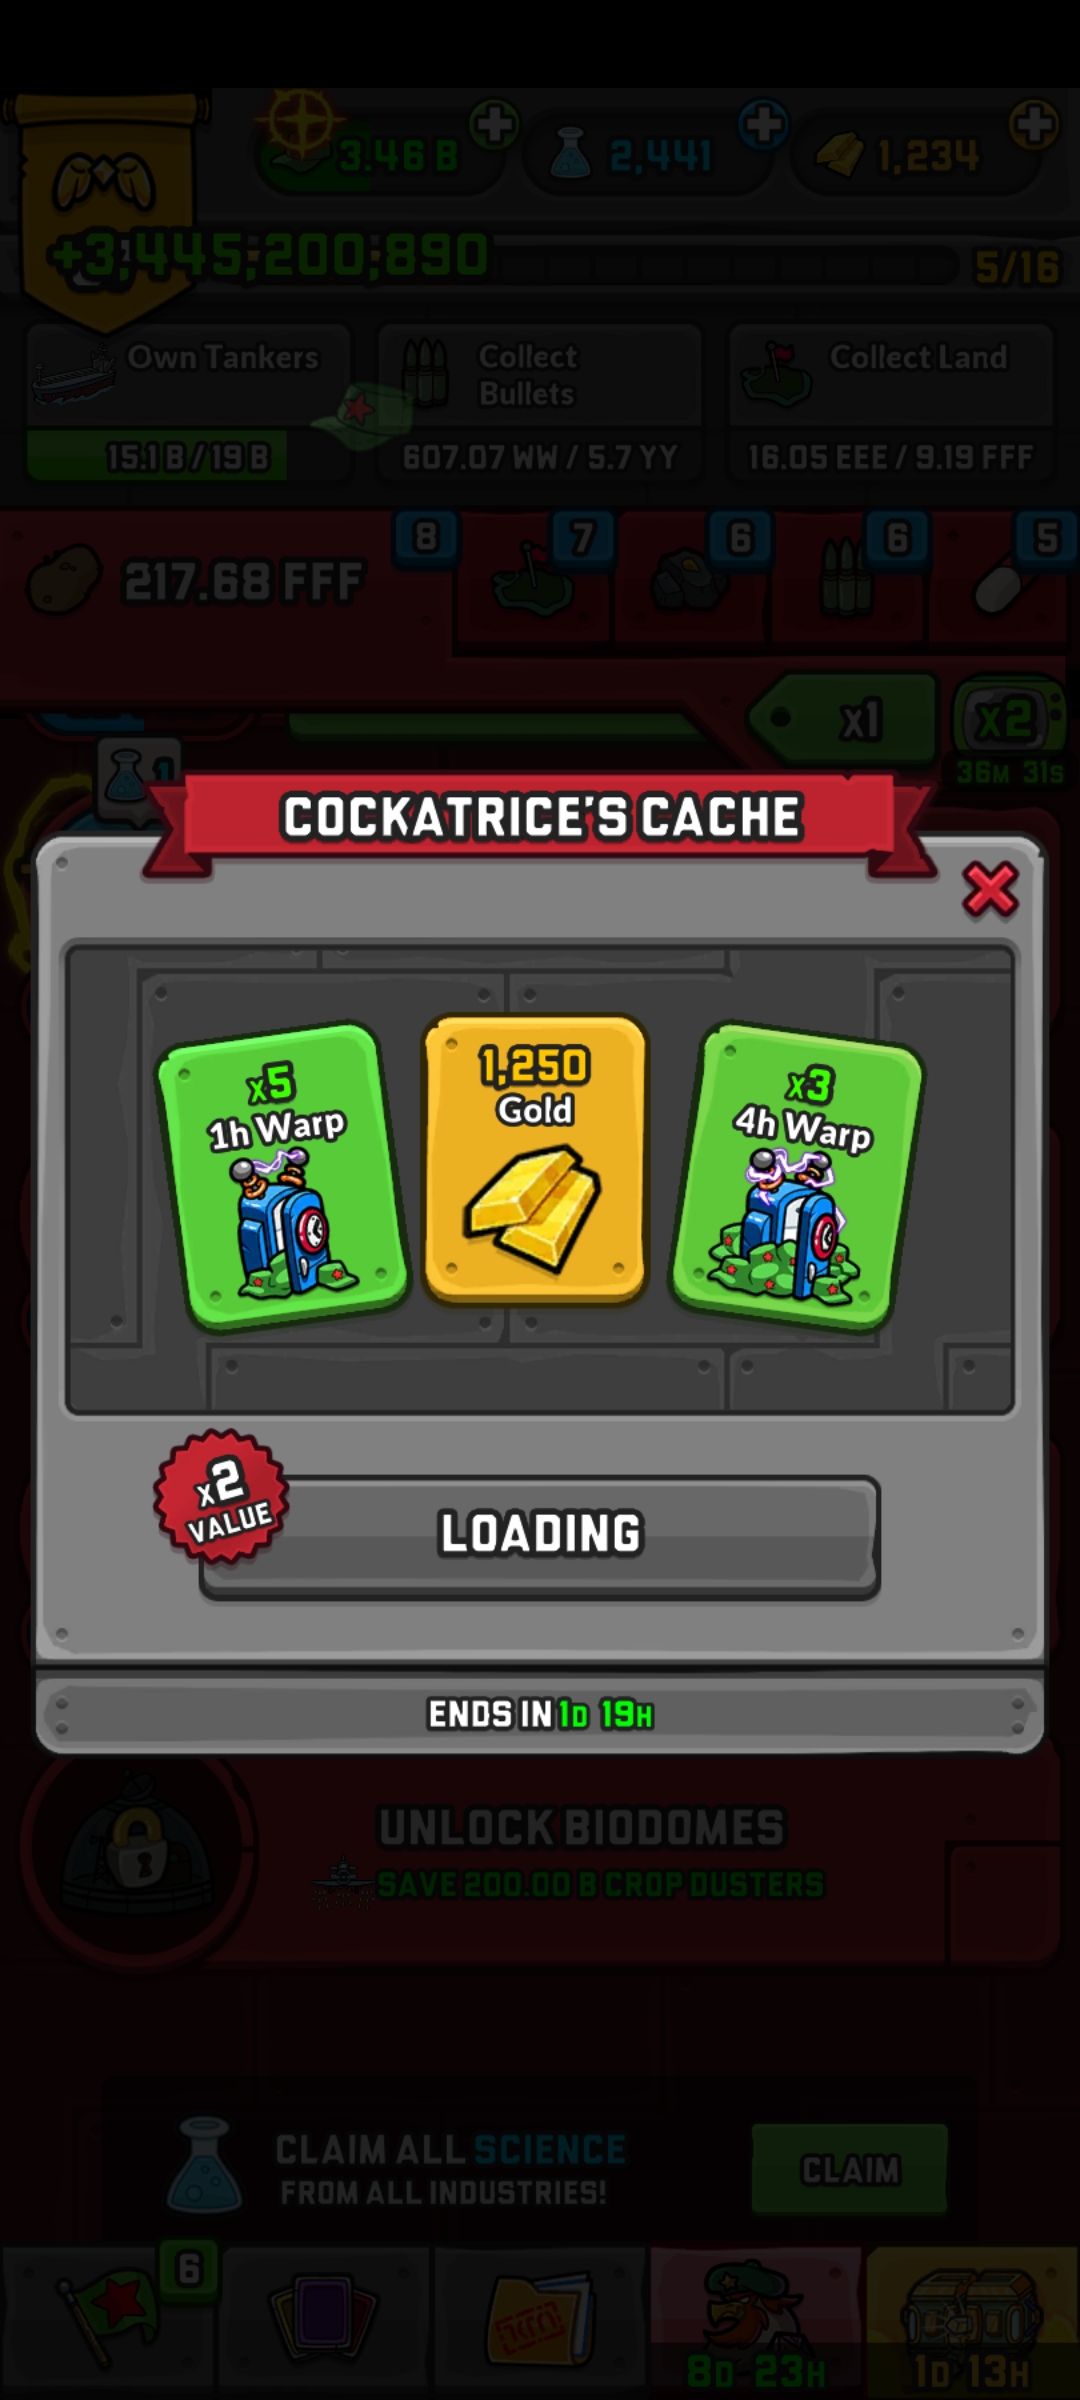 3.46 B
2,441
1,234
+3,445,200,890
5/16
Own Tankers
15.1 B / 19 B
Collect
Bullets
607.07 WW / 5.7 YY
Collect Land
16.05 EEE / 9.19 FFF
217.68 FFF
8
7
6
6
5
x1
x2
36M 31S
1
COCKATRICE'S CACHE
x5
1h Warp
1,250
Gold
x3
4h Warp
x2
VALUE
LOADING
ENDS IN 1D 19H
UNLOCK BIODOMES
SAVE 200.00 B CROP DUSTERS
CLAIM ALL SCIENCE
FROM ALL INDUSTRIES!
CLAIM
6
8D 23H
1D 13H